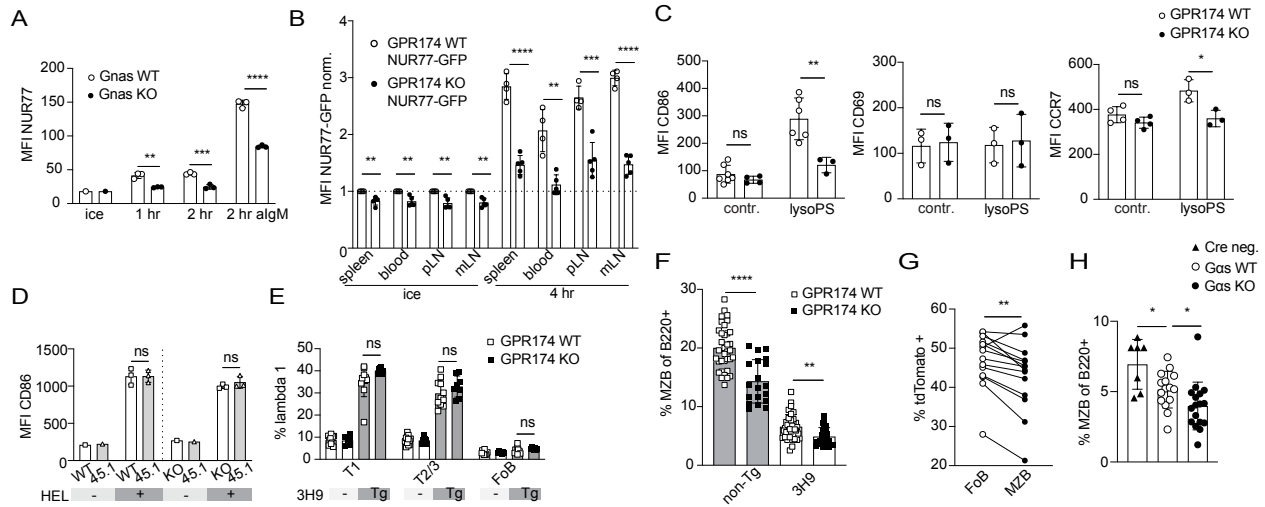 A
Gnas WT
Gnas KO
MFI NUR77
200
150
100
50
0
**
***
****
ice
1 hr
2 hr
2 hr aIgM
B
GPR174 WT
NUR77-GFP
GPR174 KO
NUR77-GFP
MFI NUR77-GFP norm.
4
3
2
1
0
**
**
**
**
****
**
***
****
spleen
blood
pLN
mLN
spleen
blood
pLN
mLN
ice
4 hr
C
GPR174 WT
GPR174 KO
MFI CD86
500
400
300
200
100
0
ns
**
contr.
lysoPS
MFI CD69
300
200
100
0
ns
ns
contr.
lysoPS
MFI CCR7
600
400
200
0
ns
*
contr.
lysoPS
D
MFI CD86
1500
1000
500
0
ns
ns
WT
45.1
WT
45.1
KO
45.1
KO
45.1
HEL
-
+
-
+
E
GPR174 WT
GPR174 KO
% lambda 1
50
40
30
20
10
0
ns
ns
ns
T1
T2/3
FoB
3H9
-
Tg
-
Tg
-
Tg
F
GPR174 WT
GPR174 KO
% MZB of B220+
30
20
10
0
****
**
non-Tg
3H9
G
% tdTomato +
60
50
40
30
20
**
FoB
MZB
H
Cre neg.
Gαs WT
Gαs KO
% MZB of B220+
10
5
0
*
*